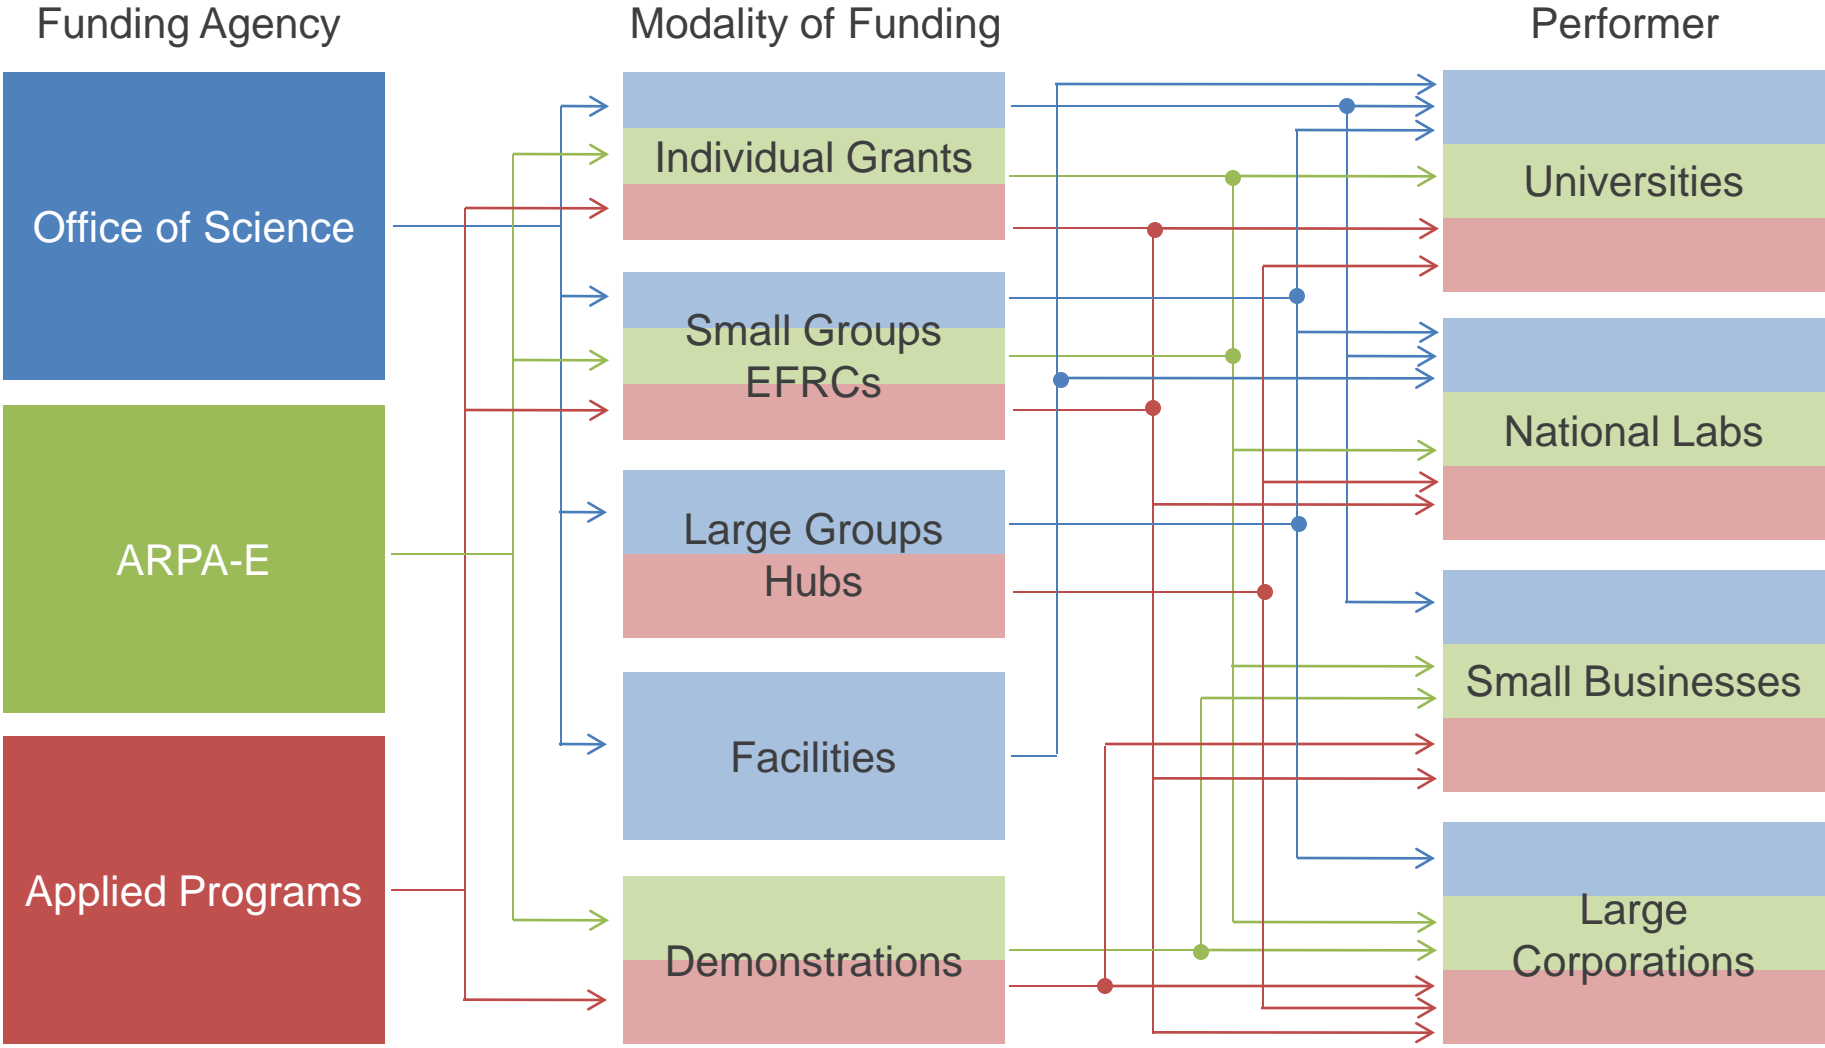 Funding Agency
Modality of Funding
Performer
Office of Science
ARPA-E
Applied Programs
Individual Grants
Small Groups
EFRCs
Large Groups
Hubs
Facilities
Demonstrations
Universities
National Labs
Small Businesses
Large
Corporations